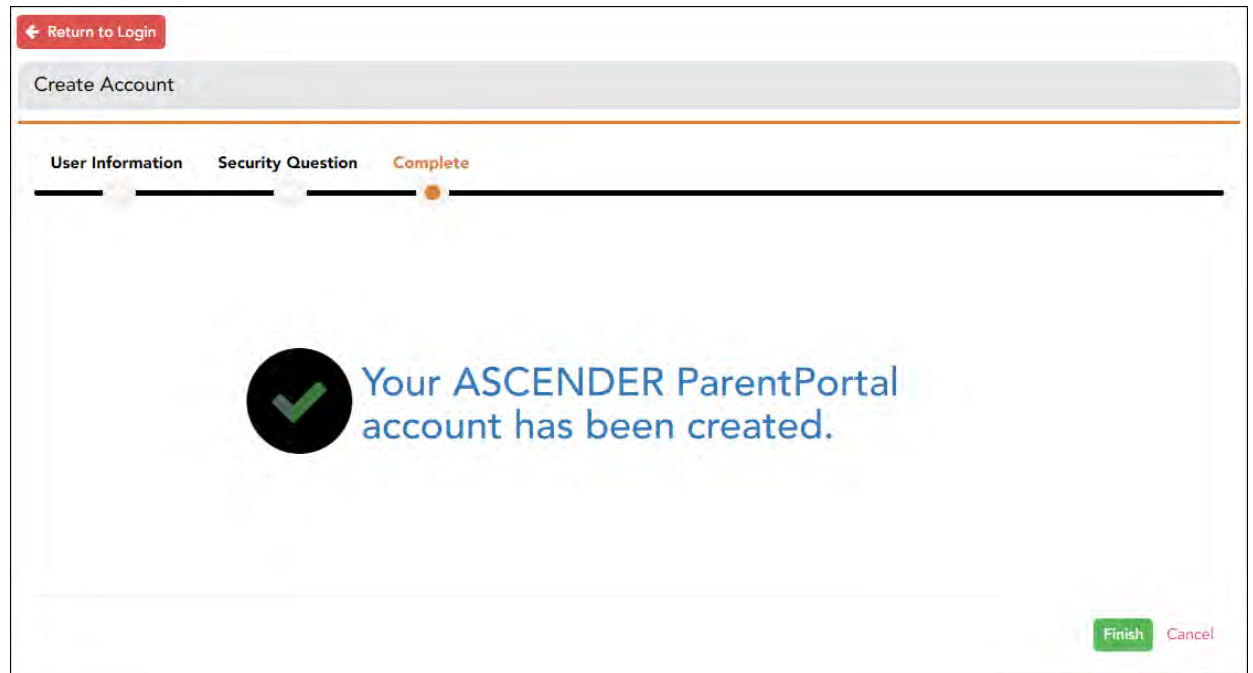 Return to Login
Create Account
User Information Security Question Complete
Your ASCENDER ParentPortal
account has been created.
Finish Cancel